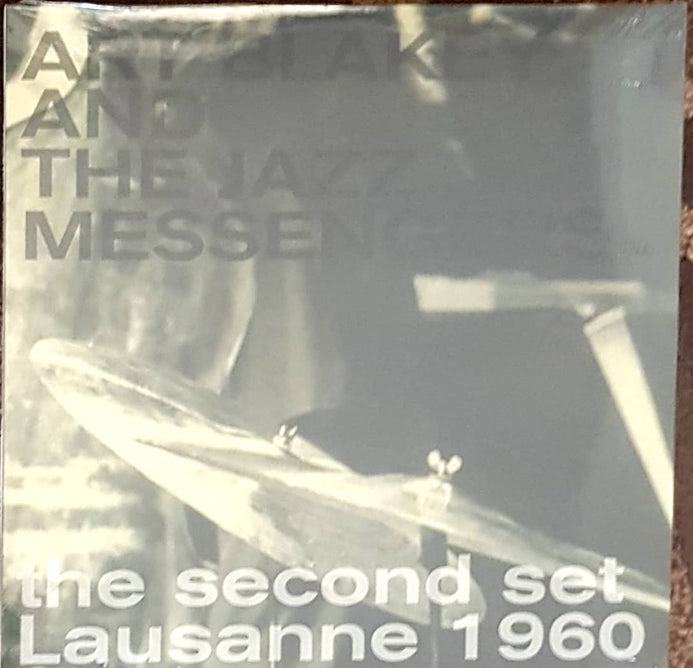 ART BLAKEY
AND
THE JAZZ
MESSENGERS
the second set
Lausanne 1960